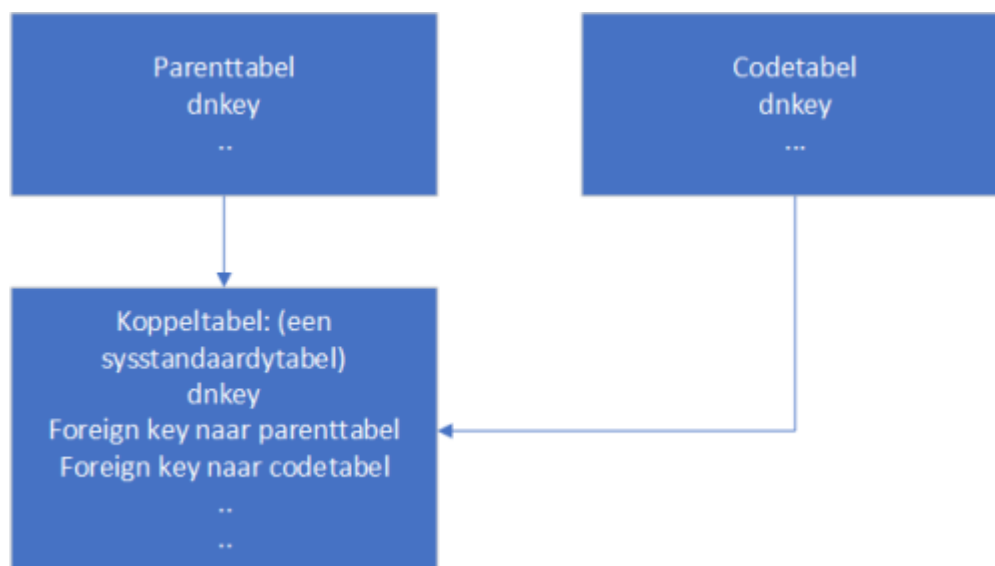 Parenttabel
dnkey
..
Codetabel
dnkey
...
Koppeltabel: (een
sysstandaardytabel)
dnkey
Foreign key naar parenttabel
Foreign key naar codetabel
..
..